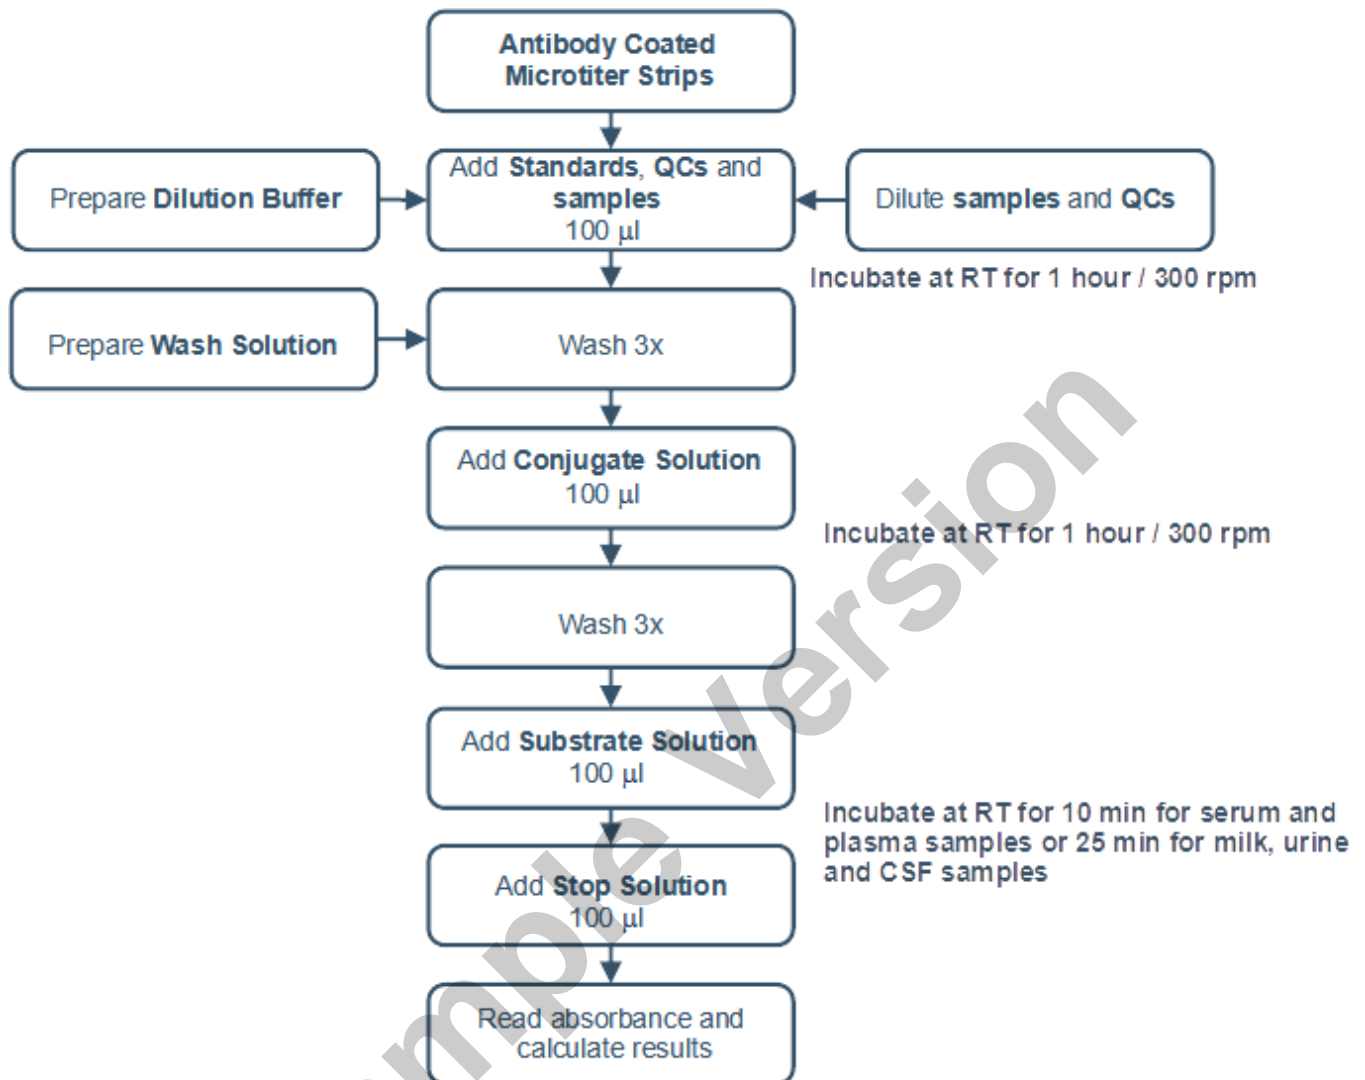 Antibody Coated
Microtiter Strips
Prepare Dilution Buffer
Add Standards, QCs and
samples
100 µl
Dilute samples and QCs
Incubate at RT for 1 hour / 300 rpm
Prepare Wash Solution
Wash 3x
Add Conjugate Solution
100 µl
Incubate at RT for 1 hour / 300 rpm
Wash 3x
Add Substrate Solution
100 µl
Incubate at RT for 10 min for serum and
plasma samples or 25 min for milk, urine
and CSF samples
Add Stop Solution
100 µl
Read absorbance and
calculate results
mple Version